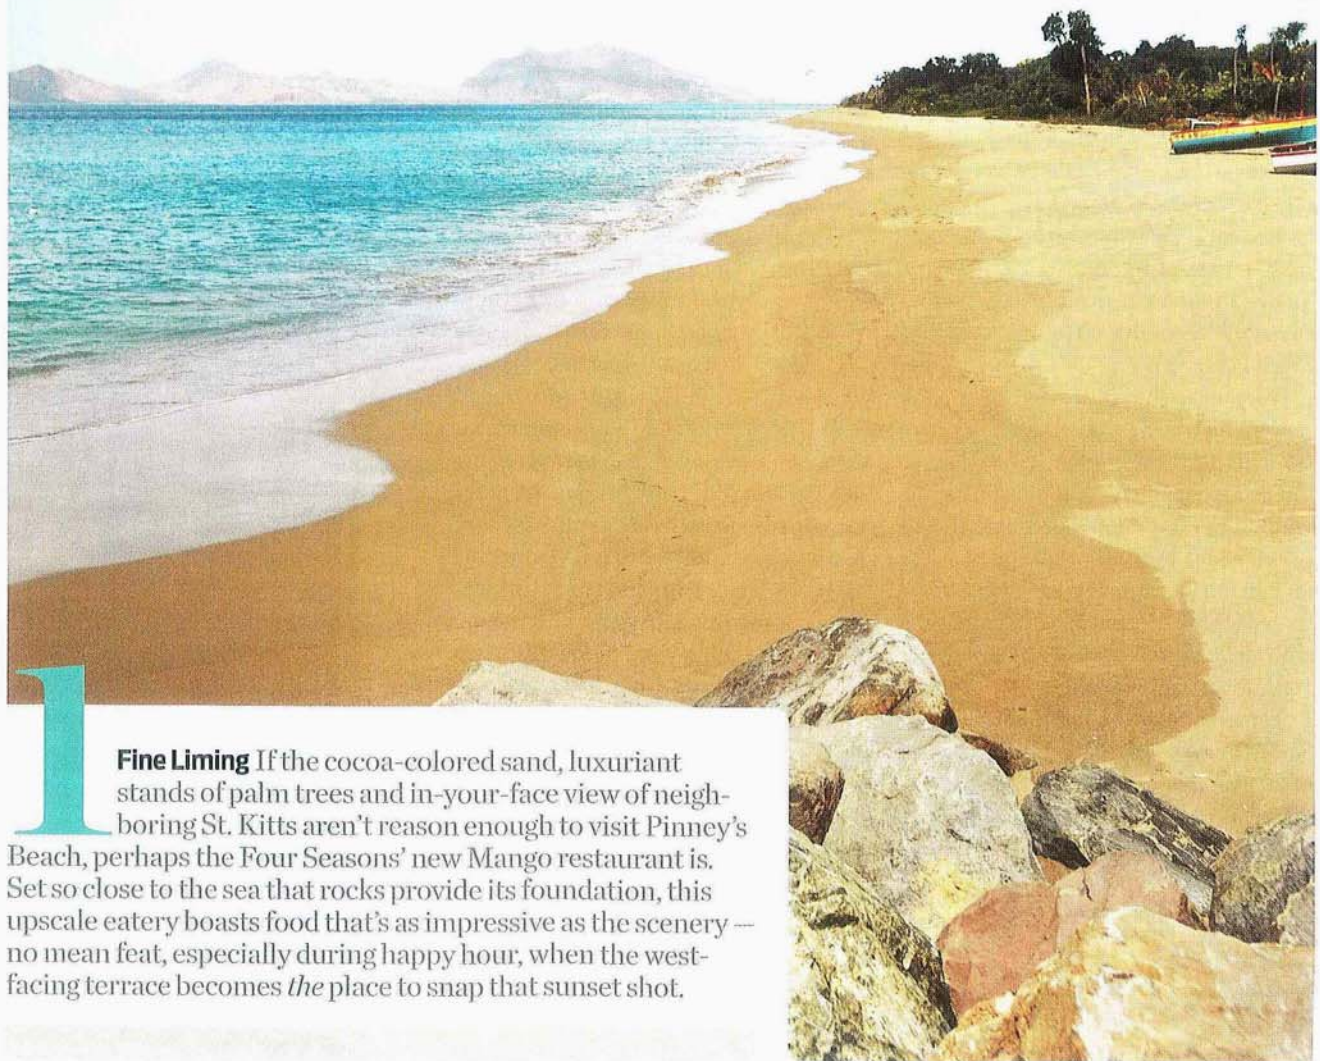 1
Fine Liming If the cocoa-colored sand, luxuriant
stands of palm trees and in-your-face view of neigh-
boring St. Kitts aren't reason enough to visit Pinney's
Beach, perhaps the Four Seasons' new Mango restaurant is.
Set so close to the sea that rocks provide its foundation, this
upscale eatery boasts food that's as impressive as the scenery —
no mean feat, especially during happy hour, when the west-
facing terrace becomes the place to snap that sunset shot.